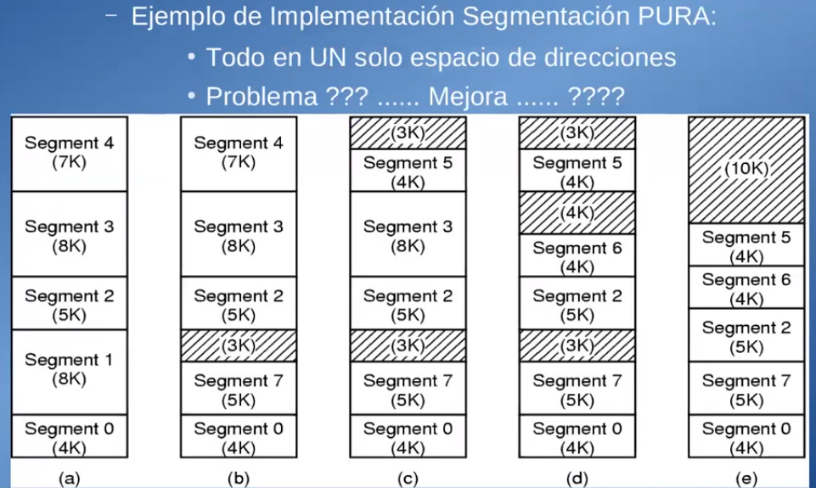 – Ejemplo de Implementación Segmentación PURA:
• Todo en UN solo espacio de direcciones
• Problema ??? ...... Mejora ...... ????
Segment 4
(7K)
Segment 3
(8K)
Segment 2
(5K)
Segment 1
(8K)
Segment 0
(4K)
(a)
Segment 4
(7K)
Segment 3
(8K)
Segment 2
(5K)
(3K)
Segment 7
(5K)
Segment 0
(4K)
(b)
(3K)
Segment 5
(4K)
Segment 3
(8K)
Segment 2
(5K)
(3K)
Segment 7
(5K)
Segment 0
(4K)
(c)
(3K)
Segment 5
(4K)
(4K)
Segment 6
(4K)
Segment 2
(5K)
(3K)
Segment 7
(5K)
Segment 0
(4K)
(d)
(10K)
Segment 5
(4K)
Segment 6
(4K)
Segment 2
(5K)
Segment 7
(5K)
Segment 0
(4K)
(e)